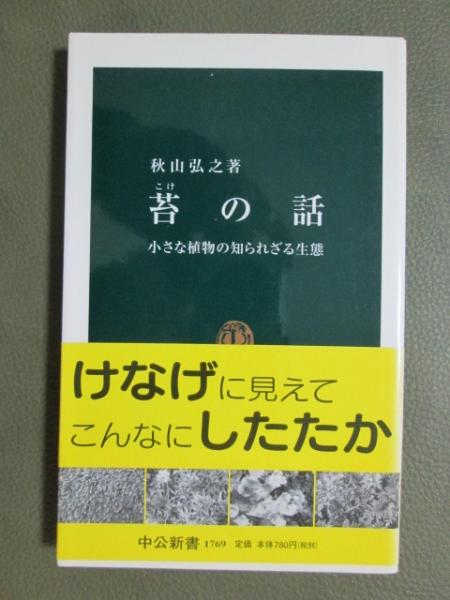 秋山弘之著
こけ
苔の話
小さな植物の知られざる生態
けなげに見えて
こんなにしたたか
中公新書 1769 定価 本体780円(税別)